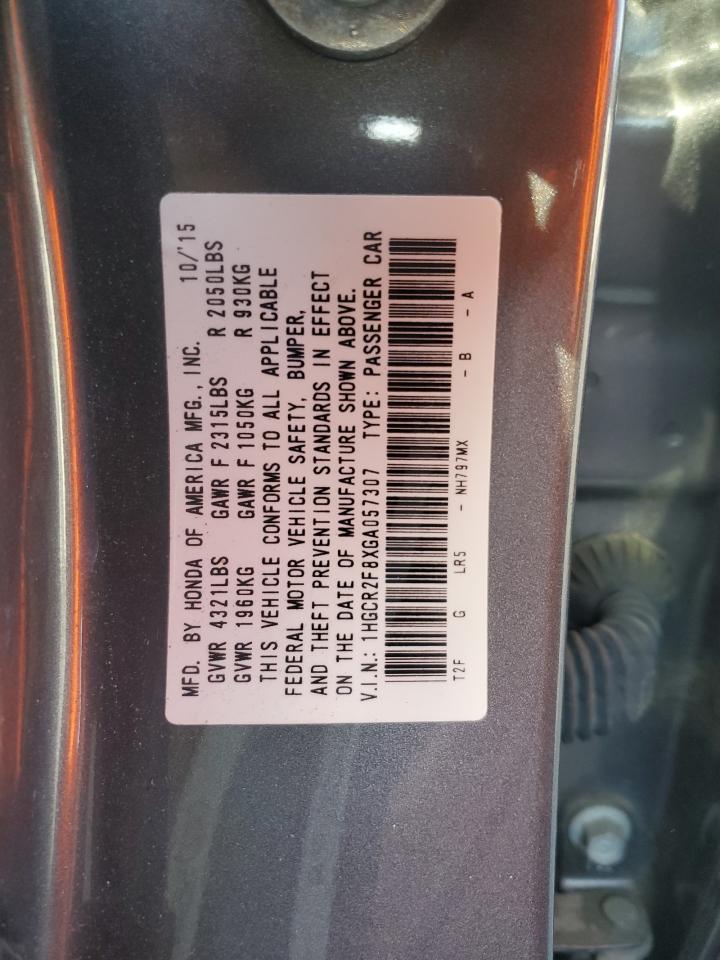 MFD. BY HONDA OF AMERICA MFG., INC. 10/'15
GVWR 4321LBS GAWR F 2315LBS R 2050LBS
GVWR 1960KG GAWR F 1050KG R 930KG
THIS VEHICLE CONFORMS TO ALL APPLICABLE
FEDERAL MOTOR VEHICLE SAFETY, BUMPER,
AND THEFT PREVENTION STANDARDS IN EFFECT
ON THE DATE OF MANUFACTURE SHOWN ABOVE.
V.I.N.: 1HGCR2F8XGA057307 TYPE: PASSENGER CAR
T2F G LR5 - NH797MX - B - A